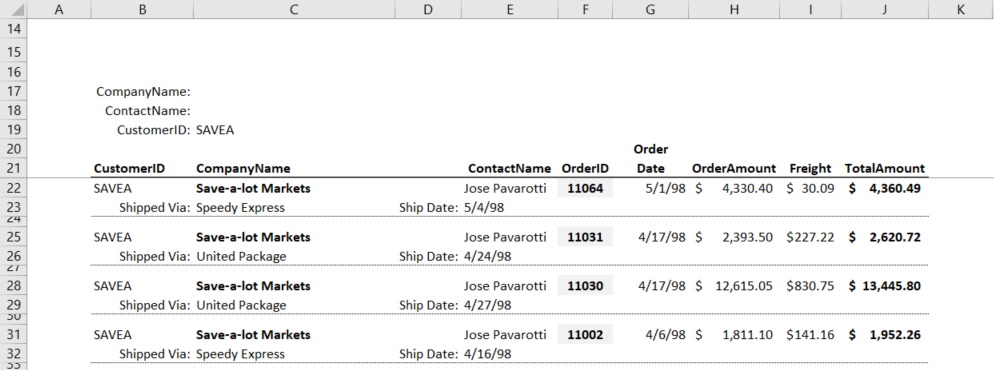 A B C D E F G H I J K
14
15
16
17 CompanyName:
18 ContactName:
19 CustomerID: SAVEA
20 Order
21 CustomerID CompanyName ContactName OrderID Date OrderAmount Freight TotalAmount
22 SAVEA Save-a-lot Markets Jose Pavarotti 11064 5/1/98 $ 4,330.40 $ 30.09 $ 4,360.49
23 Shipped Via: Speedy Express Ship Date: 5/4/98
24
25 SAVEA Save-a-lot Markets Jose Pavarotti 11031 4/17/98 $ 2,393.50 $227.22 $ 2,620.72
26 Shipped Via: United Package Ship Date: 4/24/98
27
28 SAVEA Save-a-lot Markets Jose Pavarotti 11030 4/17/98 $ 12,615.05 $830.75 $ 13,445.80
29 Shipped Via: United Package Ship Date: 4/27/98
30
31 SAVEA Save-a-lot Markets Jose Pavarotti 11002 4/6/98 $ 1,811.10 $141.16 $ 1,952.26
32 Shipped Via: Speedy Express Ship Date: 4/16/98
33